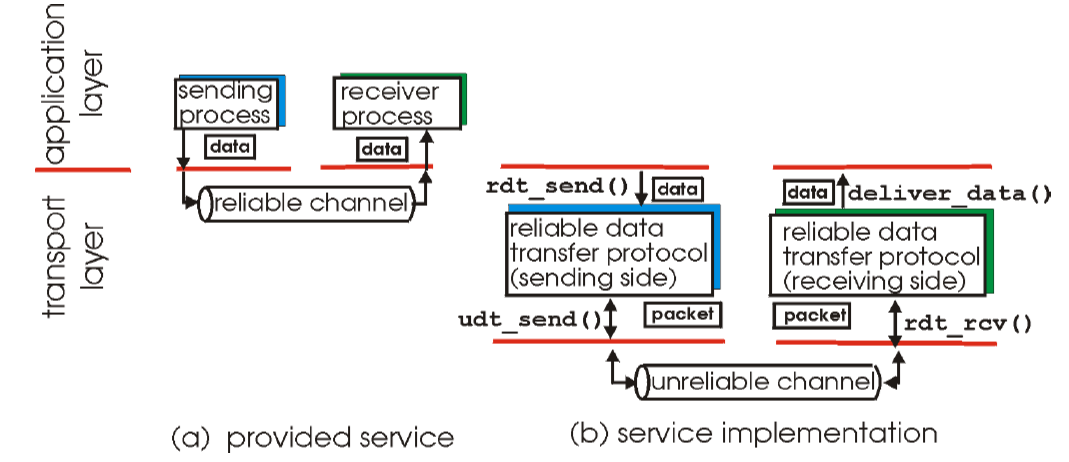 application
layer
transport
layer
sending
process
data
receiver
process
data
reliable channel
(a) provided service
rdt_send()
data
reliable data
transfer protocol
(sending side)
udt_send()
packet
data
deliver_data()
reliable data
transfer protocol
(receiving side)
packet
rdt_rcv()
unreliable channel
(b) service implementation